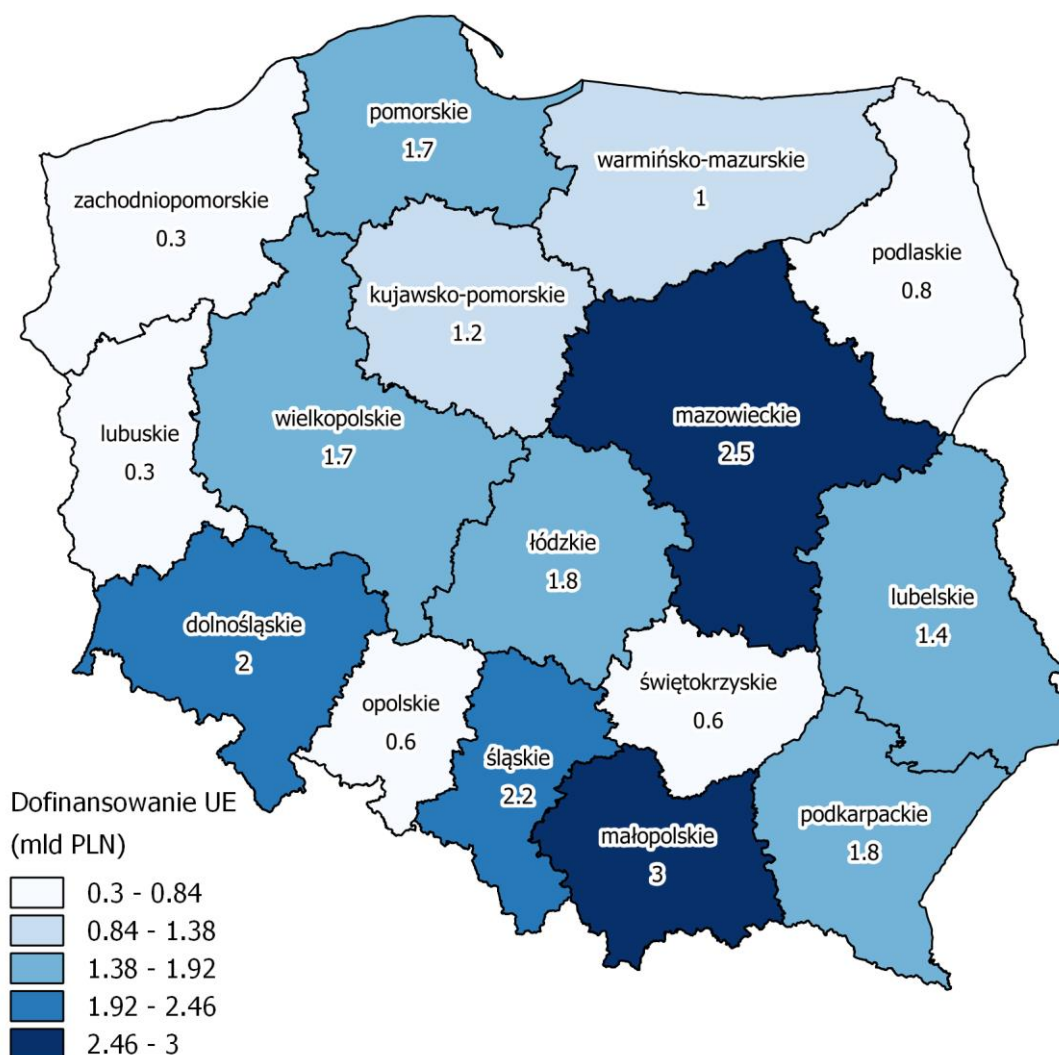 pomorskie
1.7
warmińsko-mazurskie
1
zachodniopomorskie
0.3
podlaskie
0.8
kujawsko-pomorskie
1.2
mazowieckie
2.5
wielkopolskie
1.7
lubuskie
0.3
łódzkie
1.8
lubelskie
1.4
dolnośląskie
2
świętokrzyskie
0.6
opolskie
0.6
śląskie
2.2
podkarpackie
1.8
małopolskie
3
Dofinansowanie UE
(mld PLN)
0.3 - 0.84
0.84 - 1.38
1.38 - 1.92
1.92 - 2.46
2.46 - 3